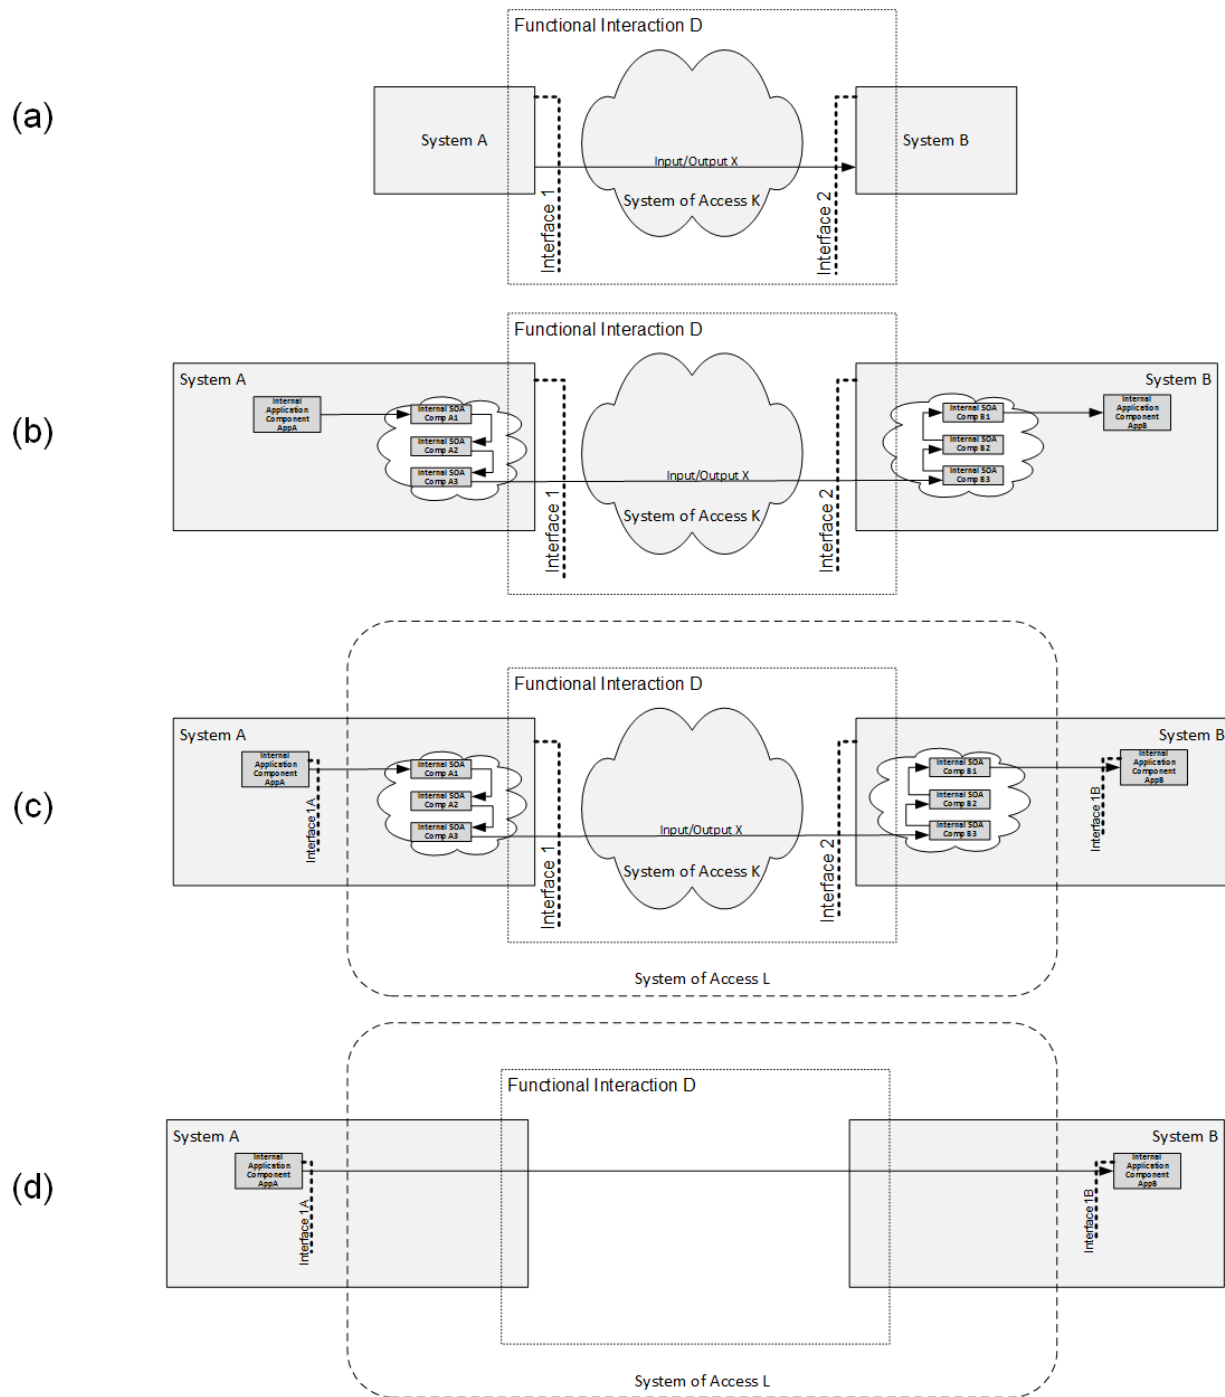 (a)
Functional Interaction D
System A
Input/Output X
System of Access K
System B
Interface 1
Interface 2
(b)
Functional Interaction D
System A
Internal
Application
Component
AppA
Internal SOA
Comp A1
Internal SOA
Comp A2
Internal SOA
Comp A3
Interface 1
Input/Output X
System of Access K
Interface 2
System B
Internal SOA
Comp B1
Internal SOA
Comp B2
Internal SOA
Comp B3
Internal
Application
Component
AppB
(c)
Functional Interaction D
System A
Internal
Application
Component
AppA
Interface 1A
Internal SOA
Comp A1
Internal SOA
Comp A2
Internal SOA
Comp A3
Interface 1
Input/Output X
System of Access K
Interface 2
System B
Internal SOA
Comp B1
Internal SOA
Comp B2
Internal SOA
Comp B3
Interface 1B
Internal
Application
Component
AppB
System of Access L
(d)
Functional Interaction D
System A
Internal
Application
Component
AppA
Interface 1A
System B
Internal
Application
Component
AppB
Interface 1B
System of Access L